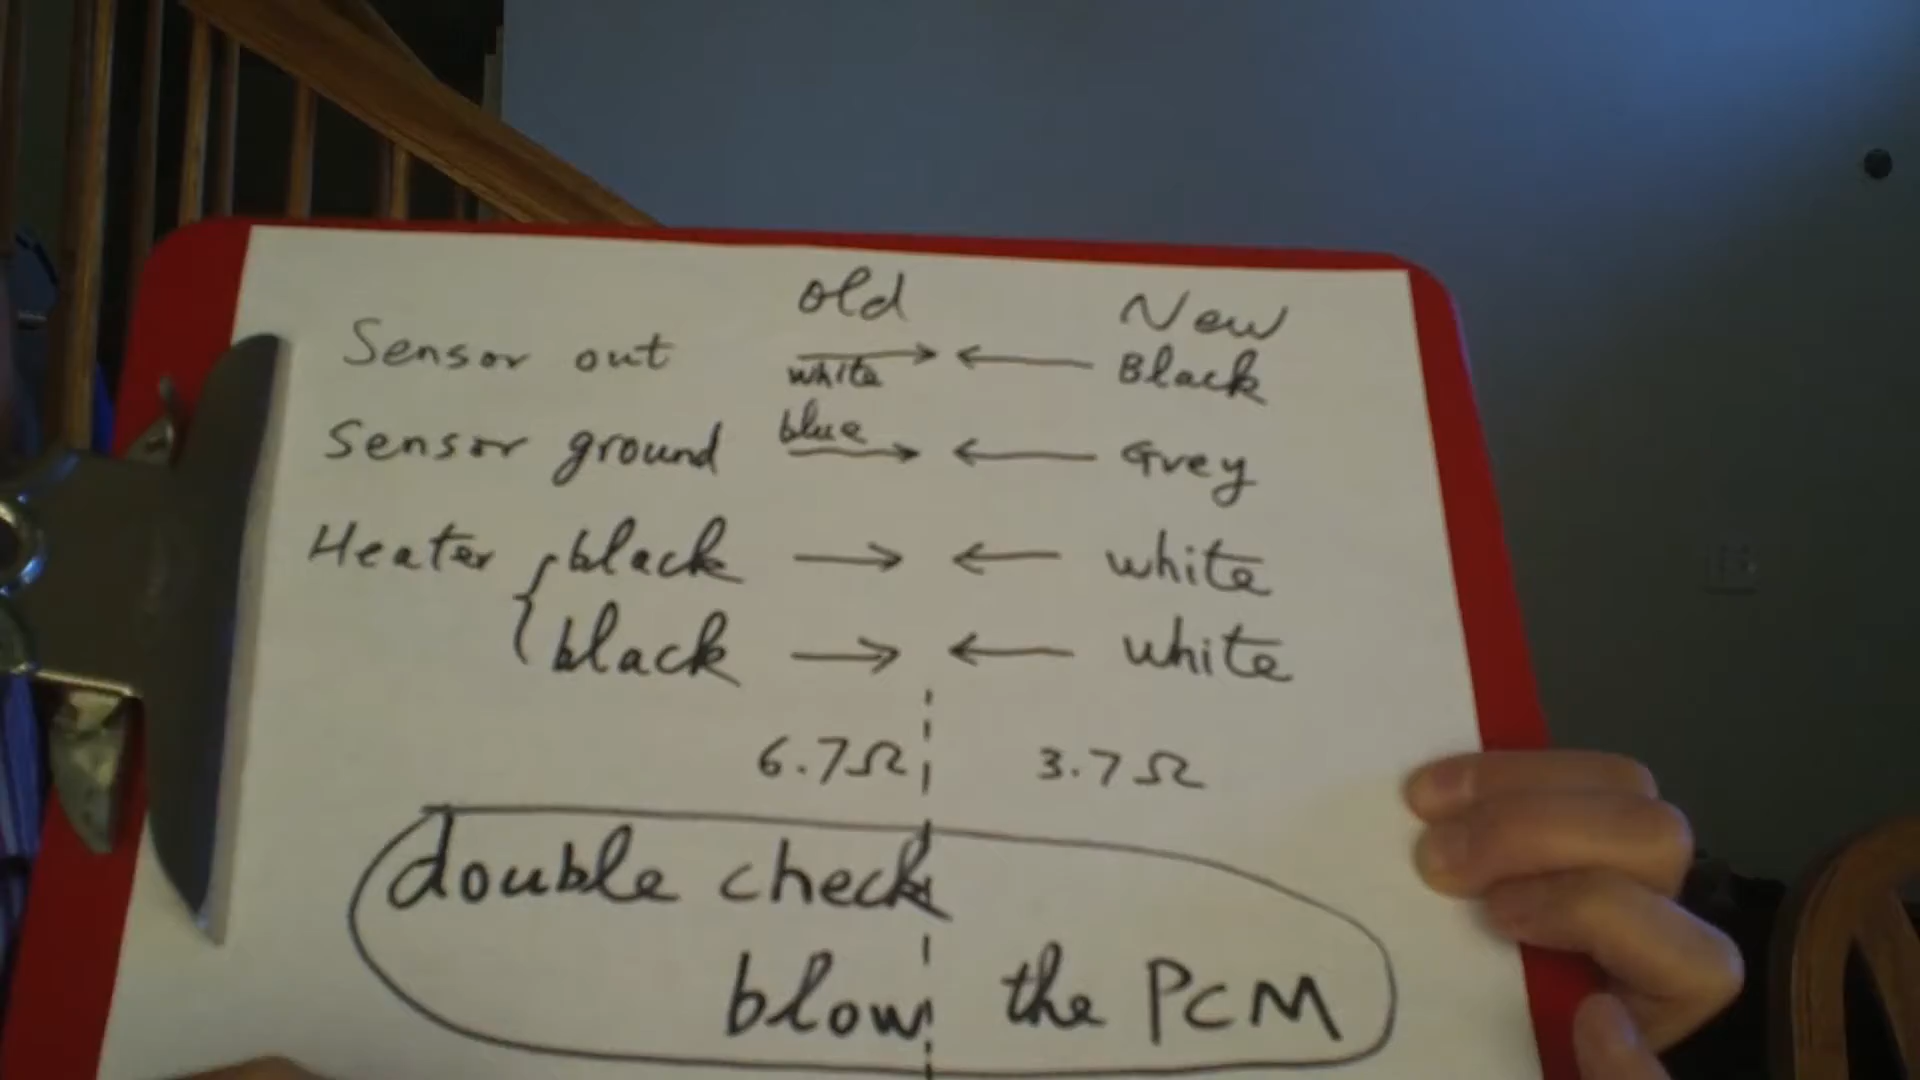 old New
Sensor out white Black
Sensor ground blue Grey
Heater black white
black white
6.7Ω 3.7Ω
double check
blow the PCM